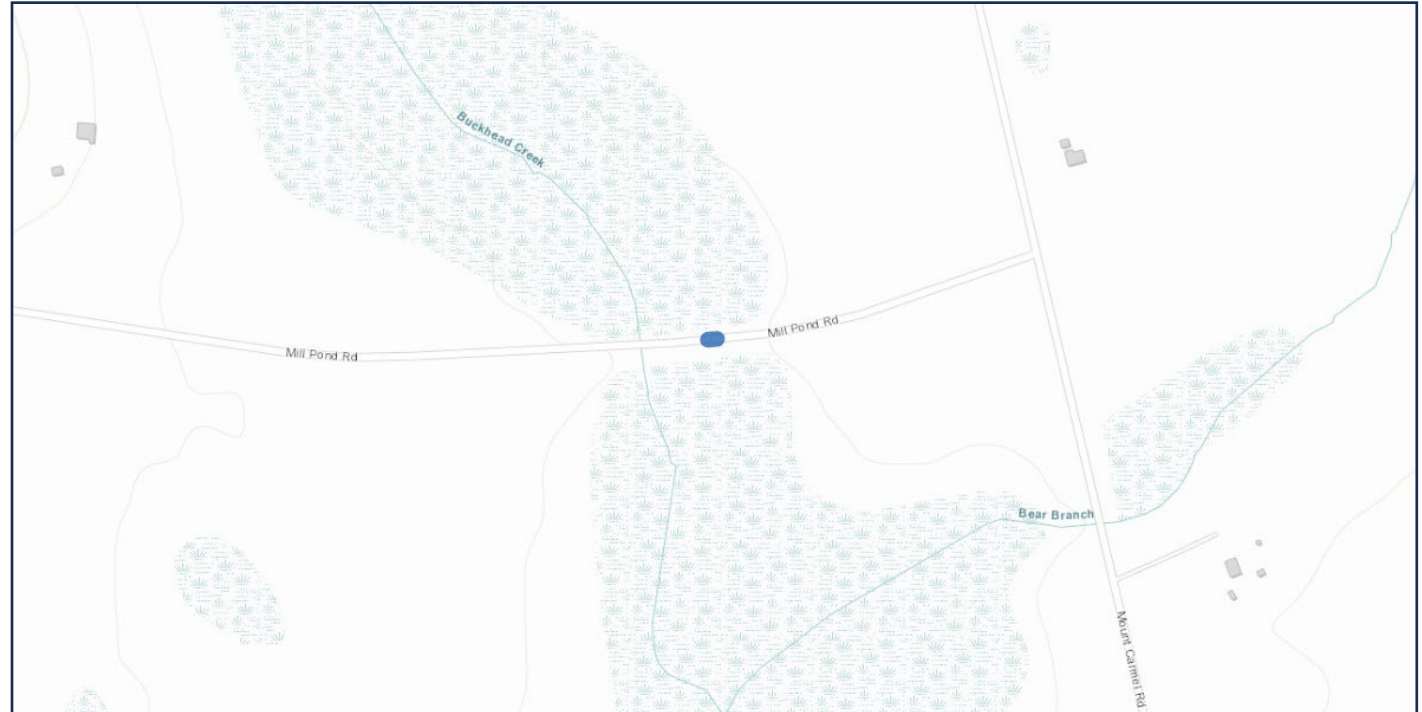 Buckhead Creek
Mill Pond Rd
Mill Pond Rd
Bear Branch
Mount Carmel Rd